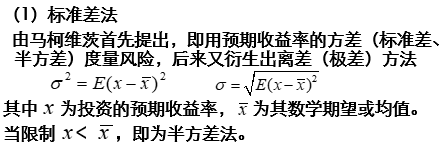 (1) 标准差法
由马柯维茨首先提出，即用预期收益率的方差（标准差、
半方差）度量风险，后来又衍生出离差（极差）方法
σ² = E(x − x̄)²  σ = √E(x − x̄)²
其中 x 为投资的预期收益率， x̄ 为其数学期望或均值。
当限制 x< x̄ ，即为半方差法。